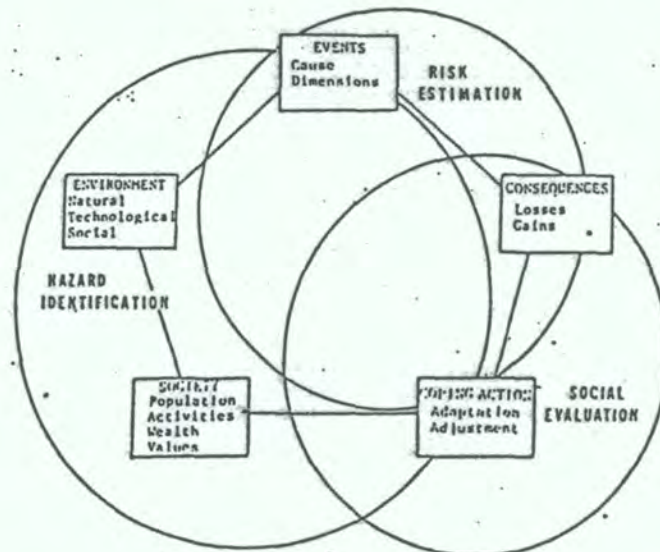 EVENTS
Cause
Dimensions
RISK
ESTIMATION
ENVIRONMENT
Natural
Technological
Social
CONSEQUENCES
Losses
Gains
HAZARD
IDENTIFICATION
SOCIETY
Population
Activities
Wealth
Values
COPING ACTION
Adaptation
Adjustment
SOCIAL
EVALUATION